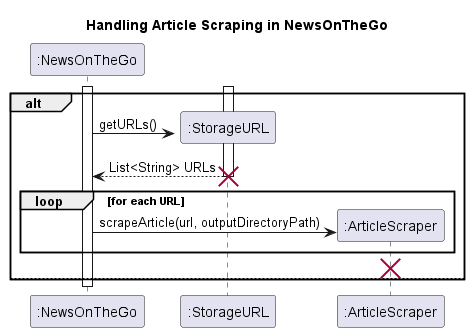 Handling Article Scraping in NewsOnTheGo
:NewsOnTheGo
alt
getURLs()
:StorageURL
List<String> URLs
loop [for each URL]
scrapeArticle(url, outputDirectoryPath)
:ArticleScraper
:NewsOnTheGo :StorageURL :ArticleScraper